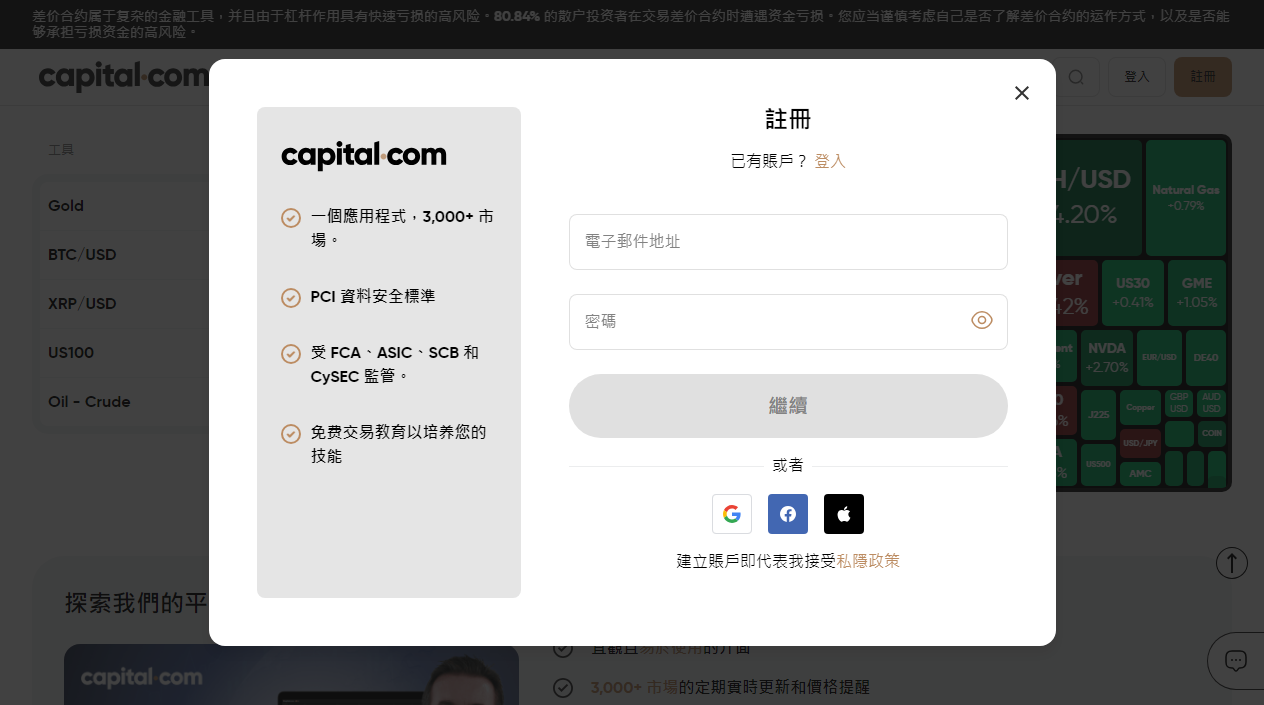 差价合约属于复杂的金融工具，并且由于杠杆作用具有快速亏损的高风险。80.84% 的散户投资者在交易差价合约时遭遇资金亏损。您应当谨慎考虑自己是否了解差价合约的运作方式，以及是否能
够承担亏损资金的高风险。
capital.com
登入
註冊
工具
Gold
BTC/USD
XRP/USD
US100
Oil - Crude
capital.com
一個應用程式，3,000+ 市
場。
PCI 資料安全標準
受 FCA、ASIC、SCB 和
CySEC 監管。
免费交易教育以培养您的
技能
註冊
已有賬戶？ 登入
電子郵件地址
密碼
繼續
或者
建立賬戶即代表我接受私隱政策
H/USD
4.20%
Natural Gas
+0.79%
ver
42%
US30
+0.41%
GME
+1.05%
ent
%
NVDA
+2.70%
EUR/USD
DE40
0
%
J225
Copper
GBP
USD
AUD
USD
USD/JPY
COIN
A
%
US500
AMC
探索我們的平
capital.com
直觀且易於使用的介面
3,000+ 市場的定期實時更新和價格提醒